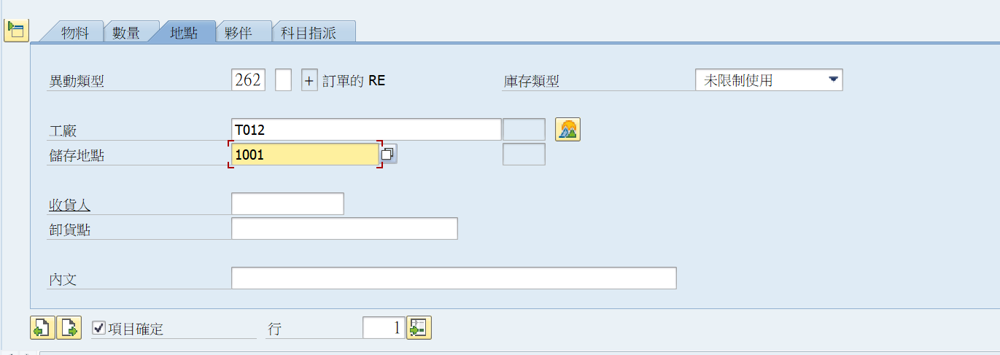 物料 數量 地點 夥伴 科目指派
異動類型 262 + 訂單的 RE 庫存類型 未限制使用
工廠 T012
儲存地點 1001
收貨人
卸貨點
內文
項目確定 行 1